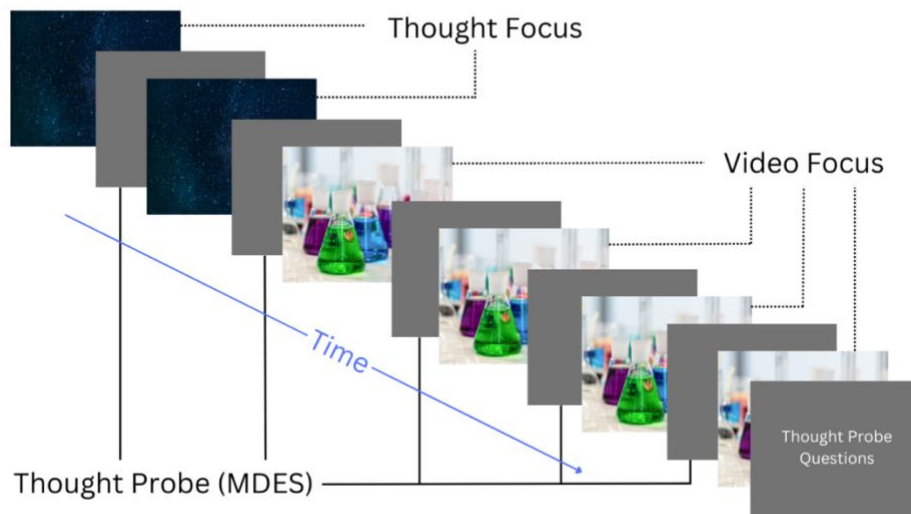 Thought Focus
Video Focus
Time
Thought Probe (MDES)
Thought Probe
Questions